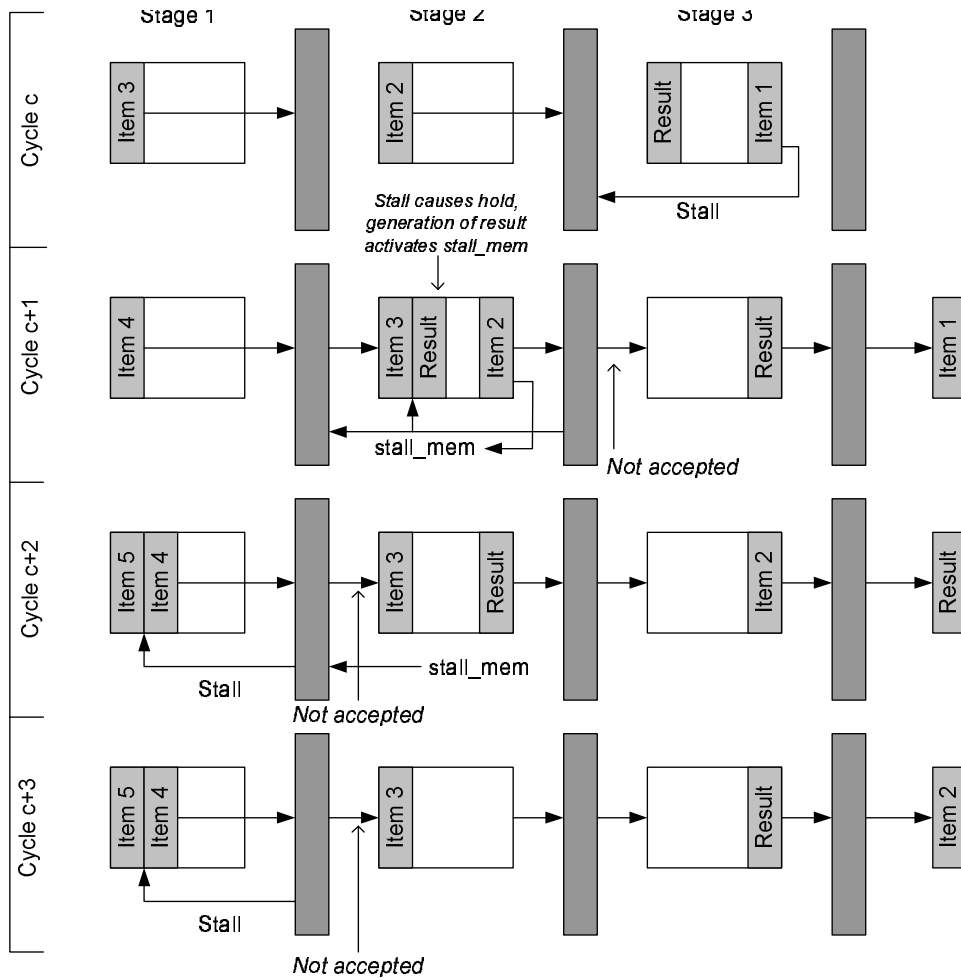 Stage 1
Stage 2
Stage 3
Cycle c
Item 3
Item 2
Result
Item 1
Stall
Stall causes hold,
generation of result
activates stall_mem
Cycle c+1
Item 4
Item 3
Result
Item 2
Result
Item 1
stall_mem
Not accepted
Cycle c+2
Item 5
Item 4
Item 3
Result
Item 2
Result
Stall
stall_mem
Not accepted
Cycle c+3
Item 5
Item 4
Item 3
Result
Item 2
Stall
Not accepted